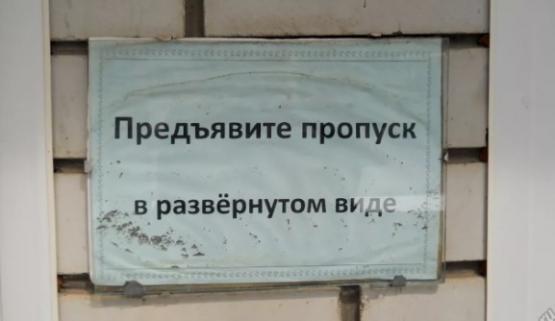 Предъявите пропуск
в развёрнутом виде